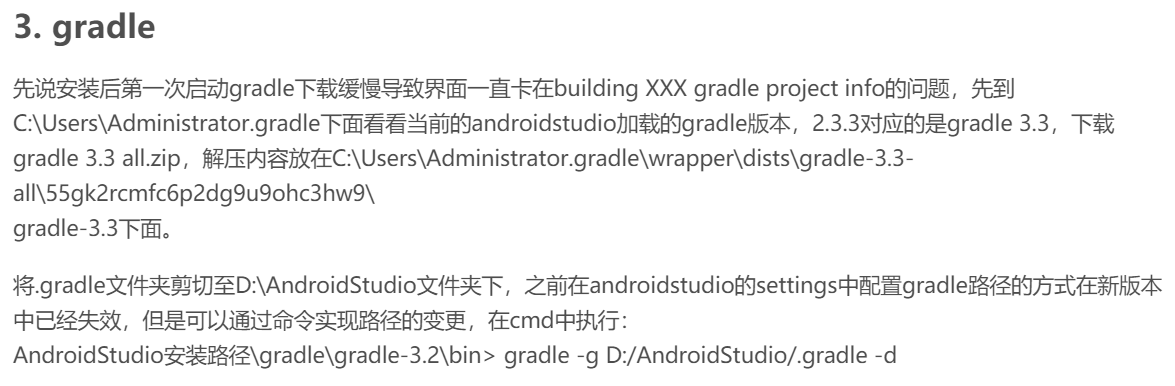 3. gradle
先说安装后第一次启动gradle下载缓慢导致界面一直卡在building XXX gradle project info的问题，先到
C:\Users\Administrator.gradle下面看看当前的androidstudio加载的gradle版本，2.3.3对应的是gradle 3.3，下载
gradle 3.3 all.zip，解压内容放在C:\Users\Administrator.gradle\wrapper\dists\gradle-3.3-
all\55gk2rcmfc6p2dg9u9ohc3hw9\
gradle-3.3下面。
将.gradle文件夹剪切至D:\AndroidStudio文件夹下，之前在androidstudio的settings中配置gradle路径的方式在新版本
中已经失效，但是可以通过命令实现路径的变更，在cmd中执行：
AndroidStudio安装路径\gradle\gradle-3.2\bin> gradle -g D:/AndroidStudio/.gradle -d